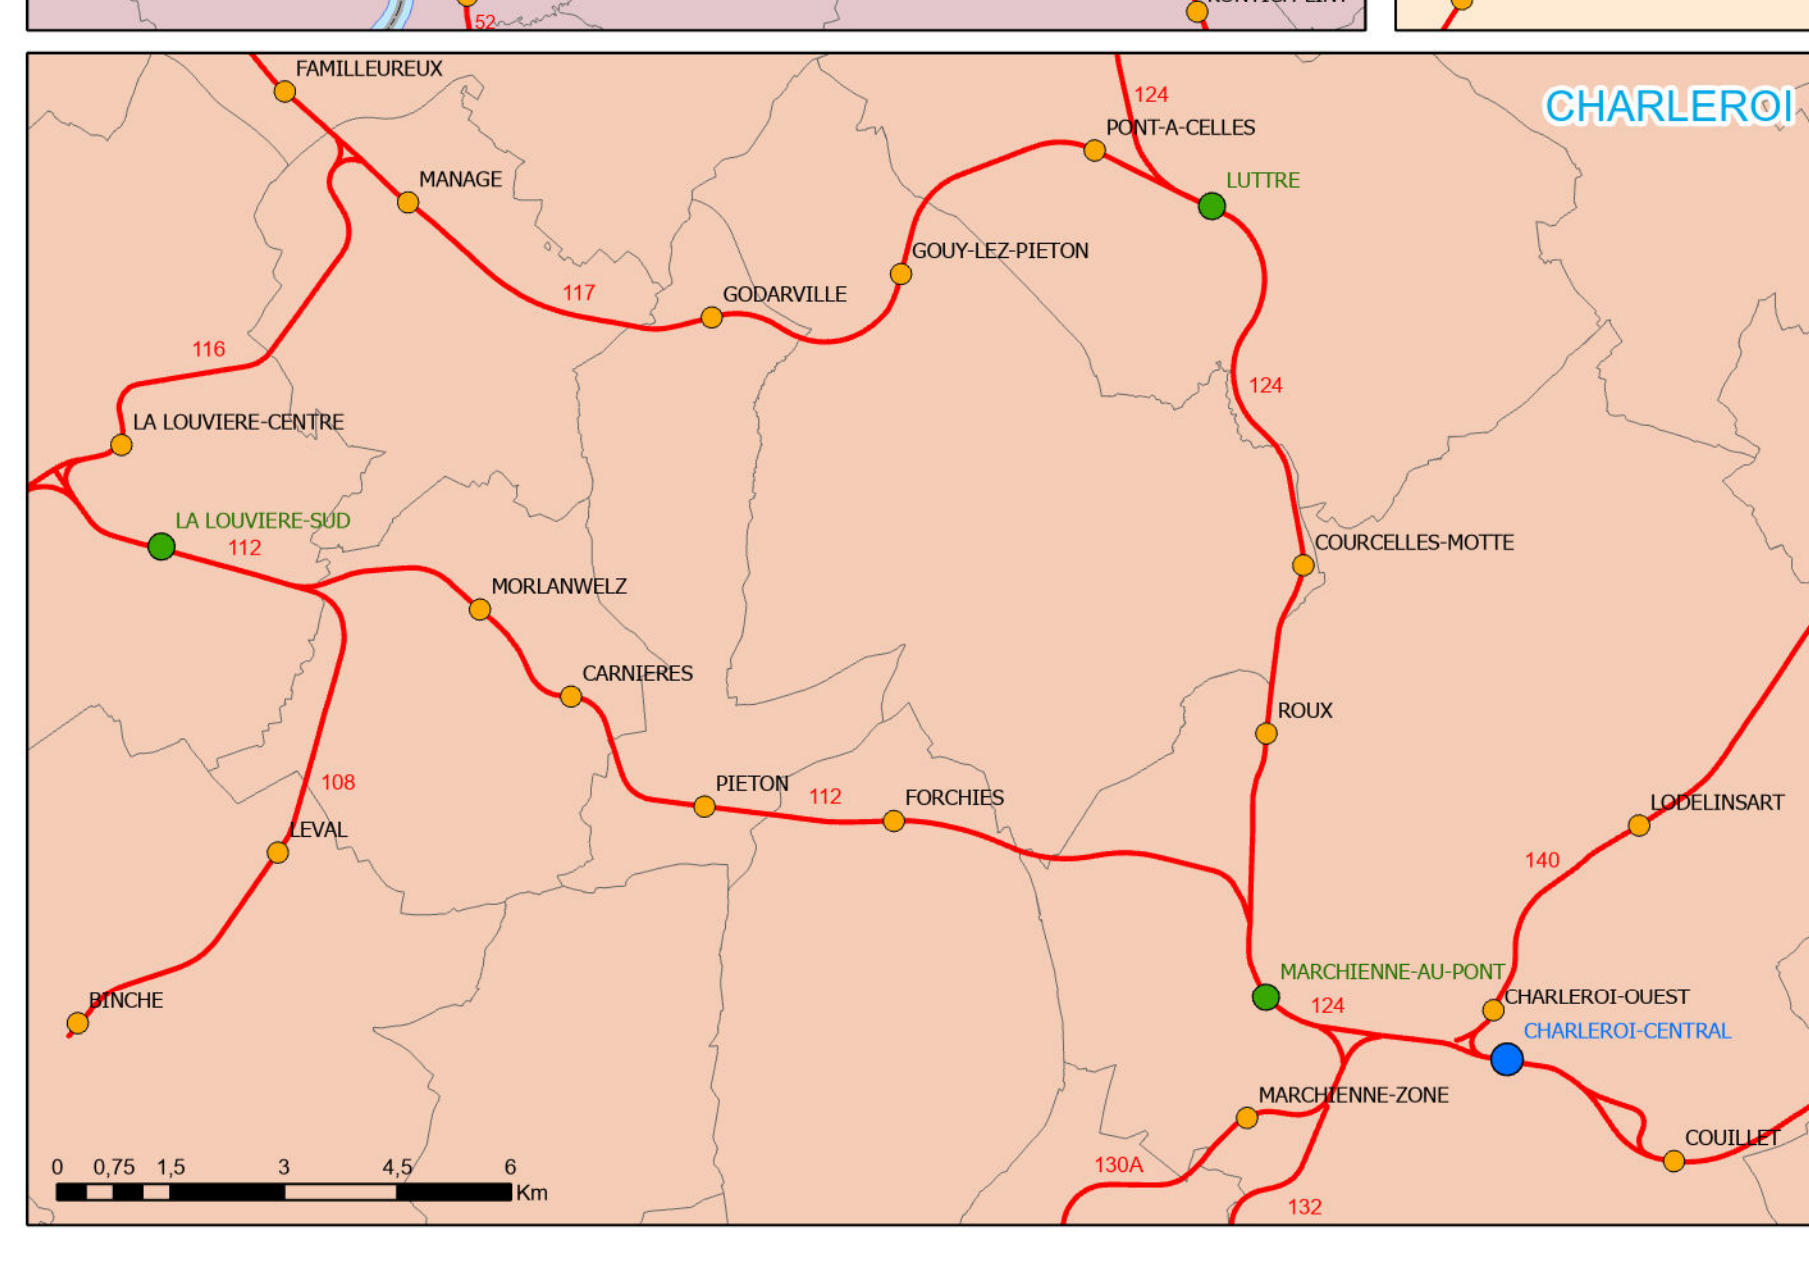 52
FAMILLEUREUX
124
CHARLEROI
PONT-A-CELLES
MANAGE
LUTTRE
GOUY-LEZ-PIETON
117
GODARVILLE
116
124
LA LOUVIERE-CENTRE
LA LOUVIERE-SUD
112
COURCELLES-MOTTE
MORLANWELZ
CARNIERES
ROUX
108
PIETON
112
FORCHIES
LODELINSART
LEVAL
140
MARCHIENNE-AU-PONT
BINCHE
124
CHARLEROI-OUEST
CHARLEROI-CENTRAL
MARCHIENNE-ZONE
COUILLET
0 0,75 1,5 3 4,5 6
130A
Km
132